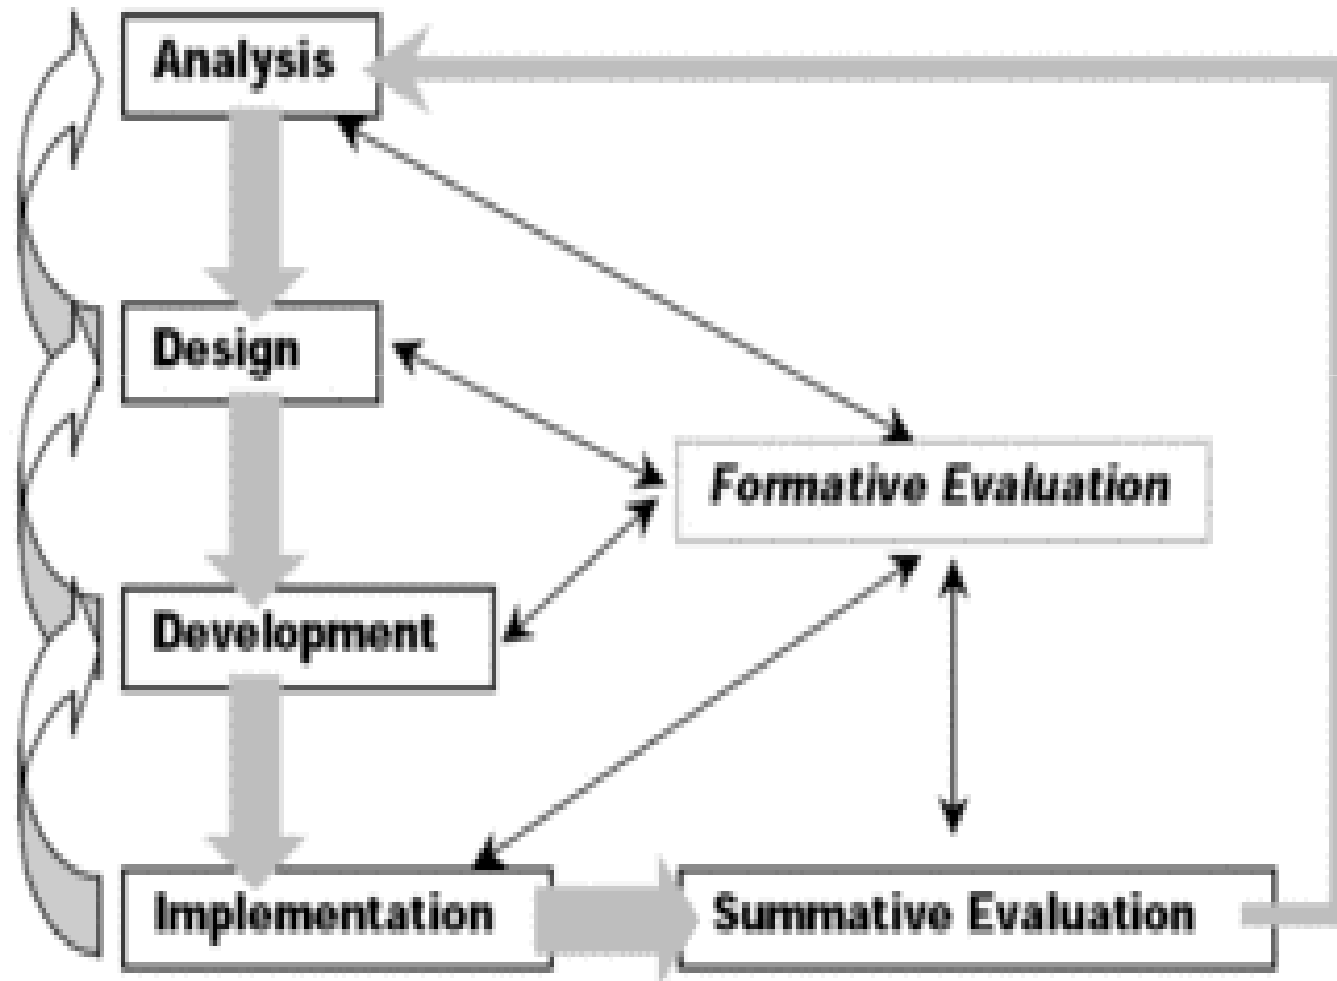 Analysis
Design
Formative Evaluation
Development
Implementation
Summative Evaluation